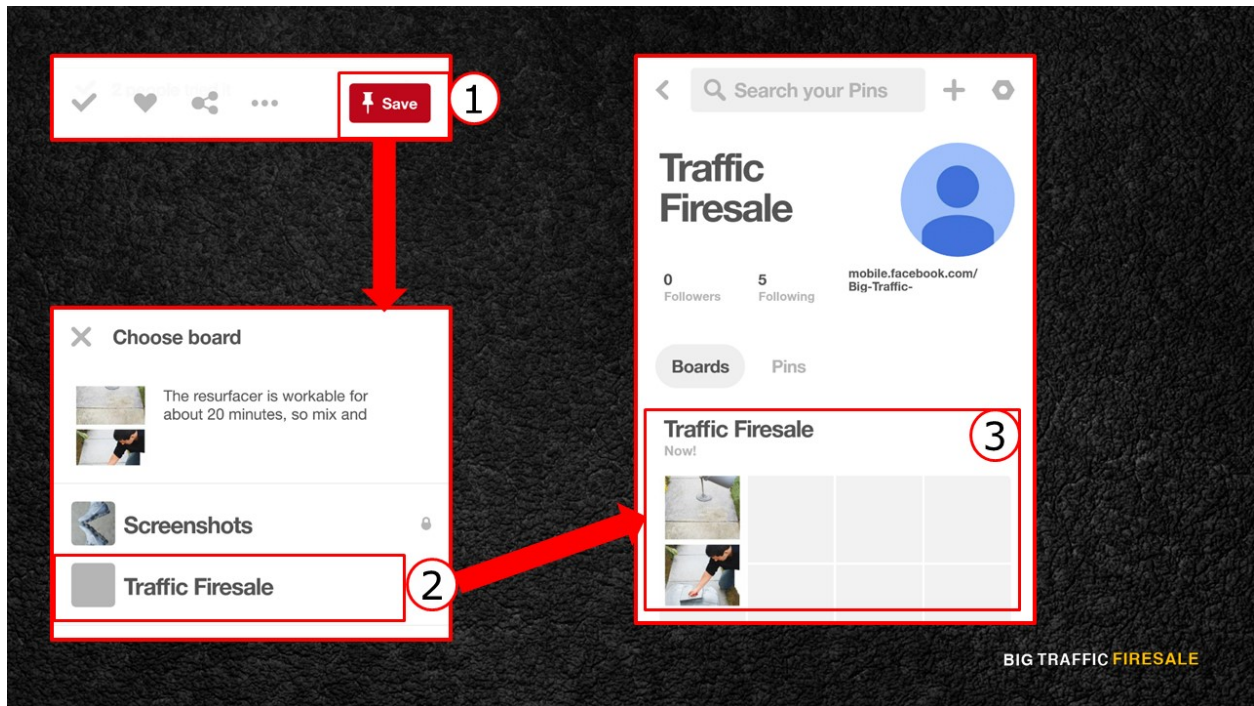 Save
1
Choose board
The resurfacer is workable for
about 20 minutes, so mix and
Screenshots
Traffic Firesale
2
Search your Pins
Traffic
Firesale
0
Followers
5
Following
mobile.facebook.com/
Big-Traffic-
Boards
Pins
Traffic Firesale
Now!
3
BIG TRAFFIC FIRESALE